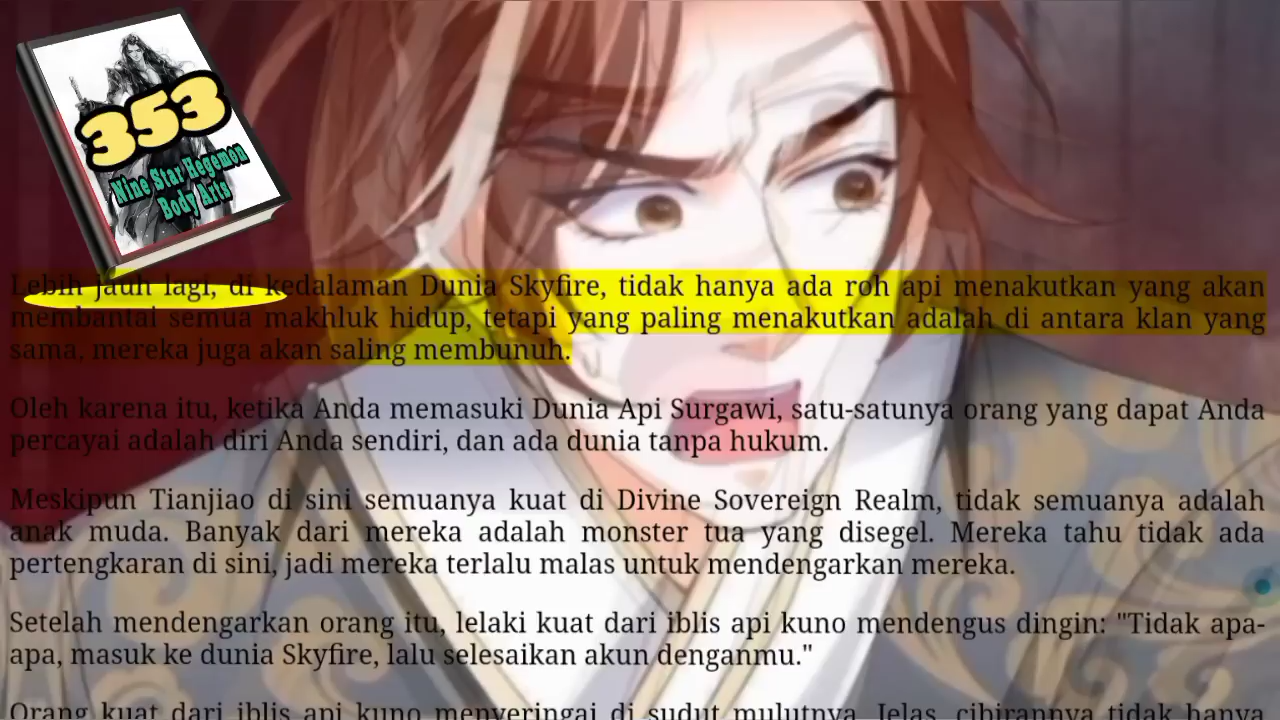 353
Nine Star Hegemon
Body Arts
Lebih jauh lagi, di kedalaman Dunia Skyfire, tidak hanya ada roh api menakutkan yang akan
membantai semua makhluk hidup, tetapi yang paling menakutkan adalah di antara klan yang
sama, mereka juga akan saling membunuh.
Oleh karena itu, ketika Anda memasuki Dunia Api Surgawi, satu-satunya orang yang dapat Anda
percayai adalah diri Anda sendiri, dan ada dunia tanpa hukum.
Meskipun Tianjiao di sini semuanya kuat di Divine Sovereign Realm, tidak semuanya adalah
anak muda. Banyak dari mereka adalah monster tua yang disegel. Mereka tahu tidak ada
pertengkaran di sini, jadi mereka terlalu malas untuk mendengarkan mereka.
Setelah mendengarkan orang itu, lelaki kuat dari iblis api kuno mendengus dingin: "Tidak apa-
apa, masuk ke dunia Skyfire, lalu selesaikan akun denganmu."
Orang kuat dari iblis api kuno menyeringai di sudut mulutnya. Jelas, cibirannya tidak hanya